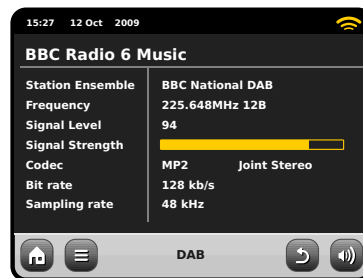 15:27 12 Oct 2009
BBC Radio 6 Music
Station Ensemble BBC National DAB
Frequency 225.648MHz 12B
Signal Level 94
Signal Strength
Codec MP2 Joint Stereo
Bit rate 128 kb/s
Sampling rate 48 kHz
DAB